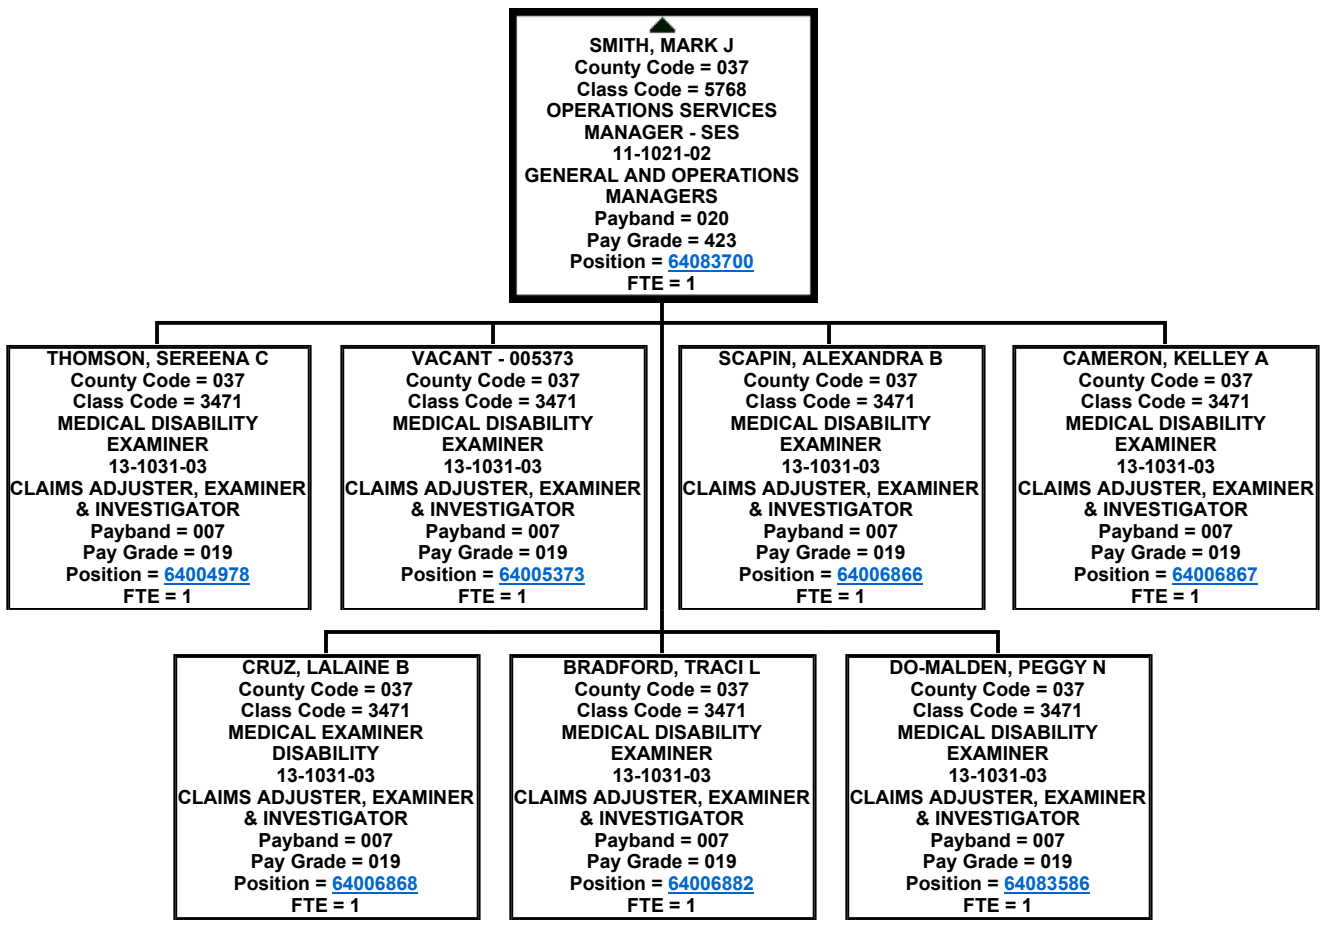 SMITH, MARK J
County Code = 037
Class Code = 5768
OPERATIONS SERVICES
MANAGER - SES
11-1021-02
GENERAL AND OPERATIONS
MANAGERS
Payband = 020
Pay Grade = 423
Position = 64083700
FTE = 1
THOMSON, SEREENA C
County Code = 037
Class Code = 3471
MEDICAL DISABILITY
EXAMINER
13-1031-03
CLAIMS ADJUSTER, EXAMINER
& INVESTIGATOR
Payband = 007
Pay Grade = 019
Position = 64004978
FTE = 1
VACANT - 005373
County Code = 037
Class Code = 3471
MEDICAL DISABILITY
EXAMINER
13-1031-03
CLAIMS ADJUSTER, EXAMINER
& INVESTIGATOR
Payband = 007
Pay Grade = 019
Position = 64005373
FTE = 1
SCAPIN, ALEXANDRA B
County Code = 037
Class Code = 3471
MEDICAL DISABILITY
EXAMINER
13-1031-03
CLAIMS ADJUSTER, EXAMINER
& INVESTIGATOR
Payband = 007
Pay Grade = 019
Position = 64006866
FTE = 1
CAMERON, KELLEY A
County Code = 037
Class Code = 3471
MEDICAL DISABILITY
EXAMINER
13-1031-03
CLAIMS ADJUSTER, EXAMINER
& INVESTIGATOR
Payband = 007
Pay Grade = 019
Position = 64006867
FTE = 1
CRUZ, LALAINE B
County Code = 037
Class Code = 3471
MEDICAL EXAMINER
DISABILITY
13-1031-03
CLAIMS ADJUSTER, EXAMINER
& INVESTIGATOR
Payband = 007
Pay Grade = 019
Position = 64006868
FTE = 1
BRADFORD, TRACI L
County Code = 037
Class Code = 3471
MEDICAL DISABILITY
EXAMINER
13-1031-03
CLAIMS ADJUSTER, EXAMINER
& INVESTIGATOR
Payband = 007
Pay Grade = 019
Position = 64006882
FTE = 1
DO-MALDEN, PEGGY N
County Code = 037
Class Code = 3471
MEDICAL DISABILITY
EXAMINER
13-1031-03
CLAIMS ADJUSTER, EXAMINER
& INVESTIGATOR
Payband = 007
Pay Grade = 019
Position = 64083586
FTE = 1